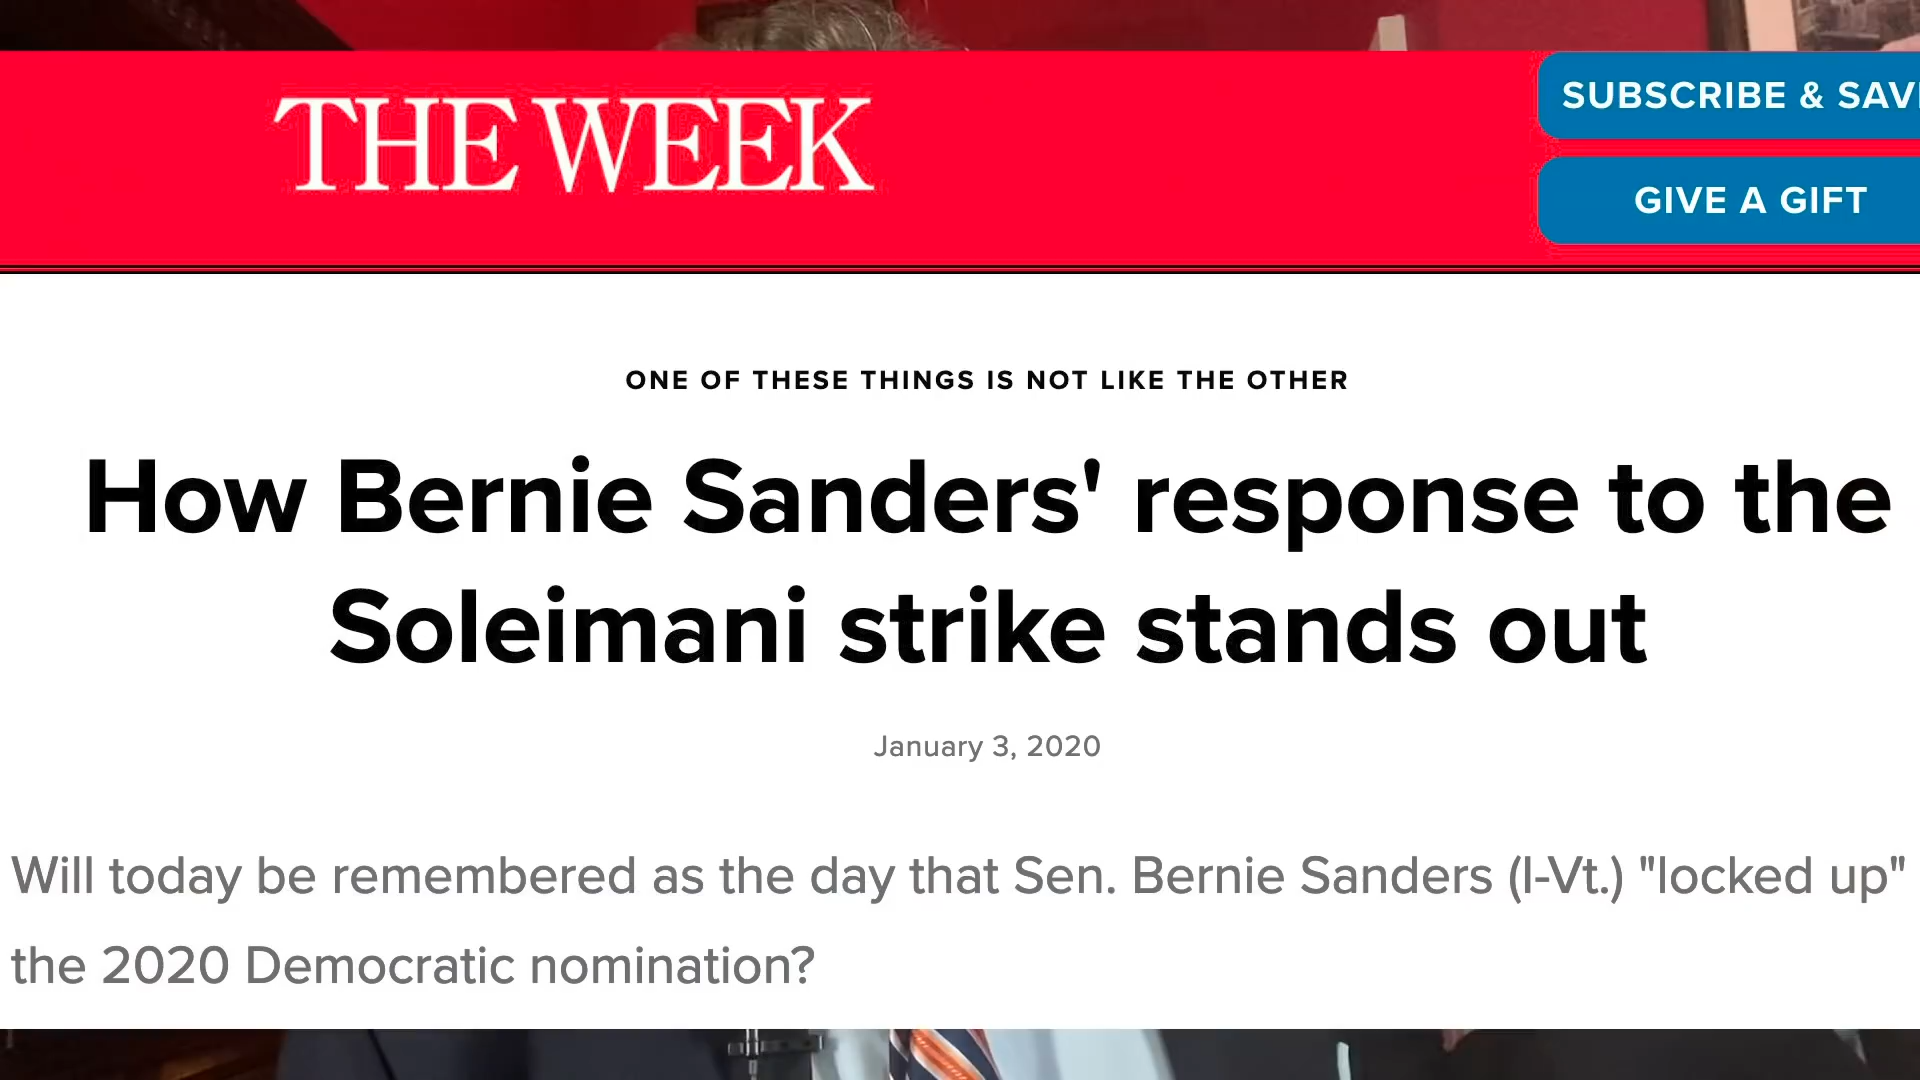 THE WEEK
SUBSCRIBE & SAV
GIVE A GIFT
ONE OF THESE THINGS IS NOT LIKE THE OTHER
How Bernie Sanders' response to the
Soleimani strike stands out
January 3, 2020
Will today be remembered as the day that Sen. Bernie Sanders (I-Vt.) "locked up"
the 2020 Democratic nomination?